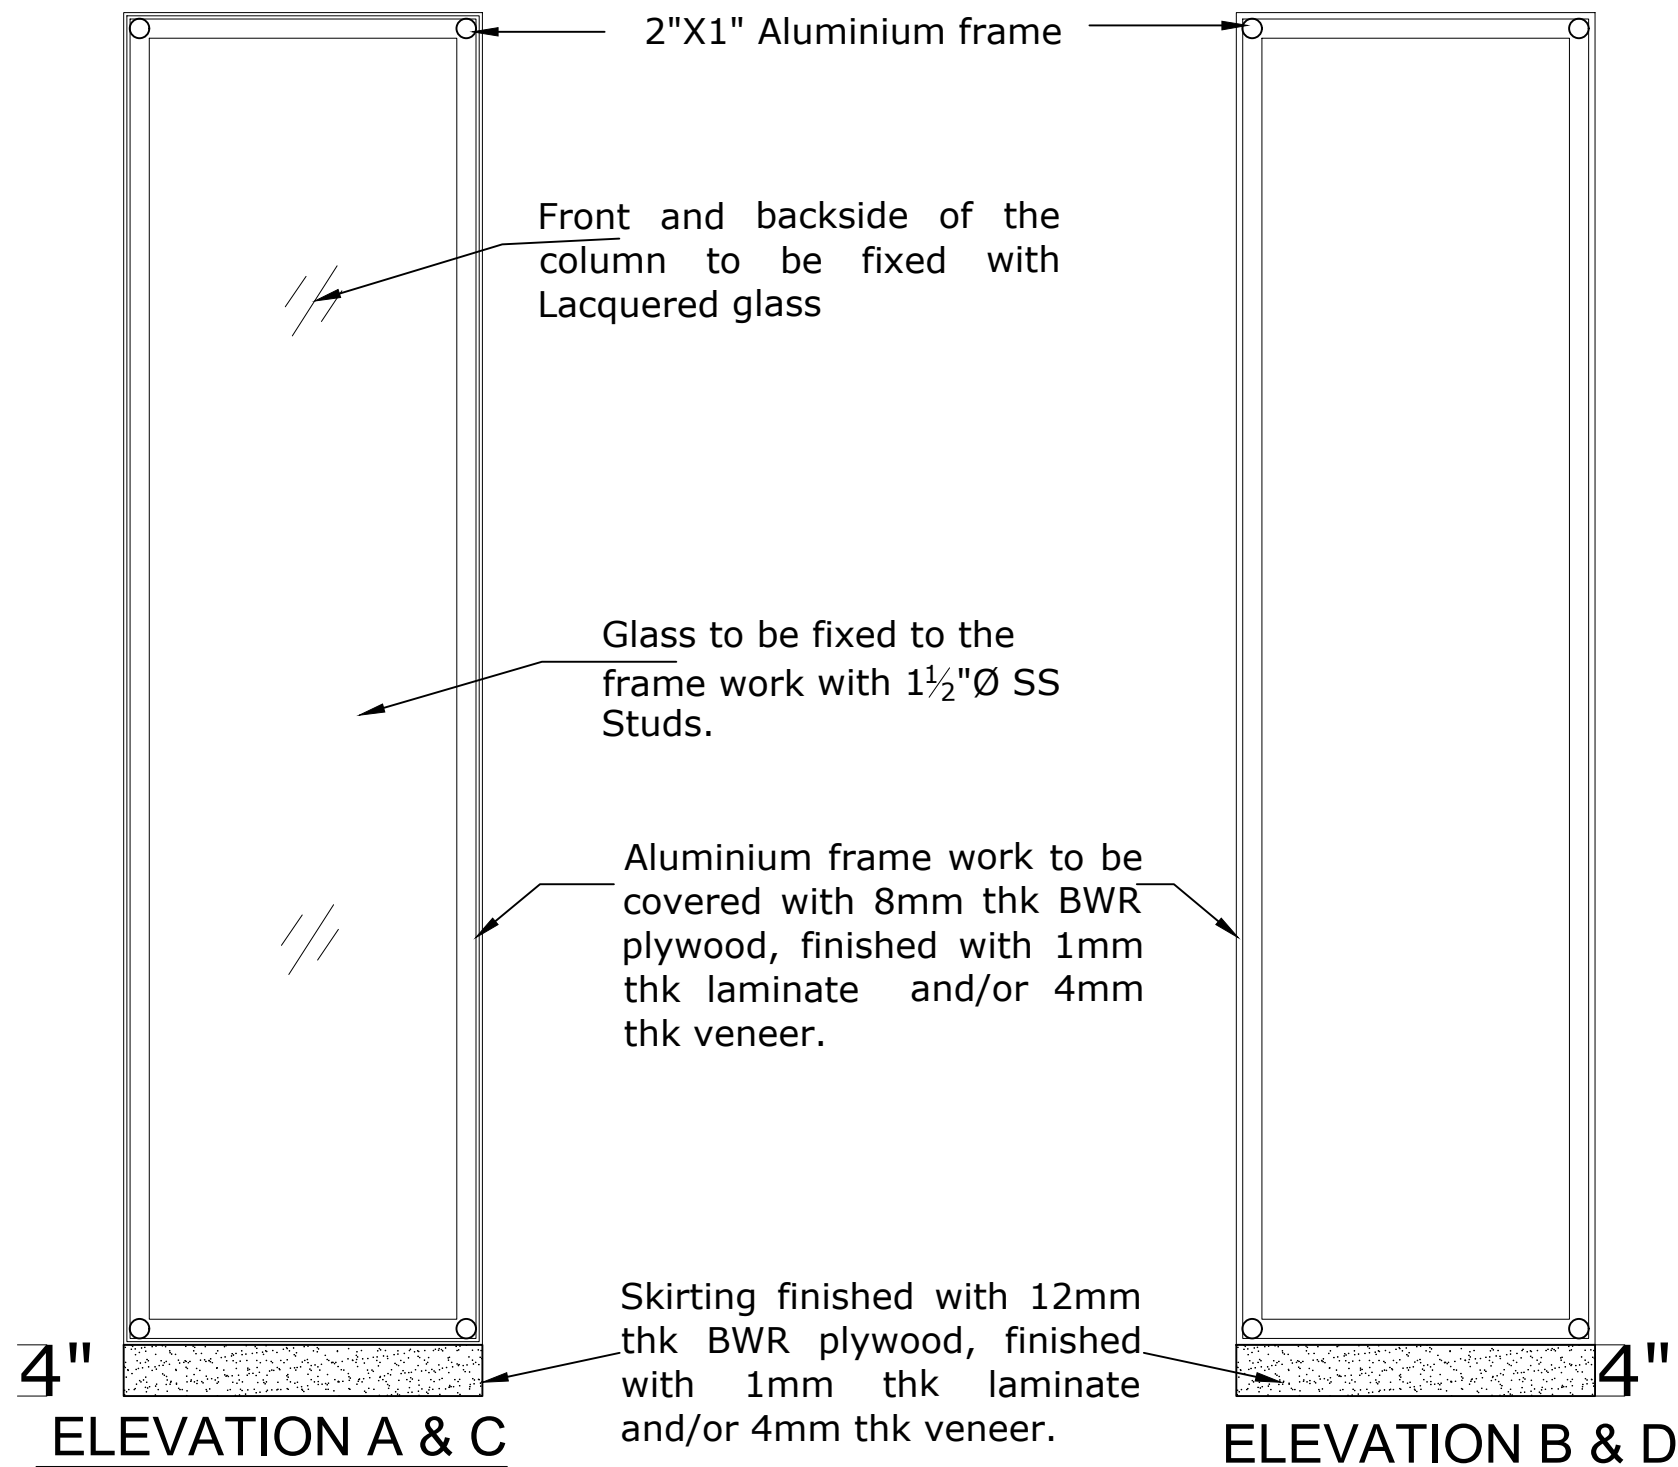 2"X1" Aluminium frame
Front and backside of the
column to be fixed with
Lacquered glass
Glass to be fixed to the
frame work with 1½"Ø SS
Studs.
Aluminium frame work to be
covered with 8mm thk BWR
plywood, finished with 1mm
thk laminate and/or 4mm
thk veneer.
Skirting finished with 12mm
thk BWR plywood, finished
with 1mm thk laminate
and/or 4mm thk veneer.
4"
4"
ELEVATION A & C
ELEVATION B & D